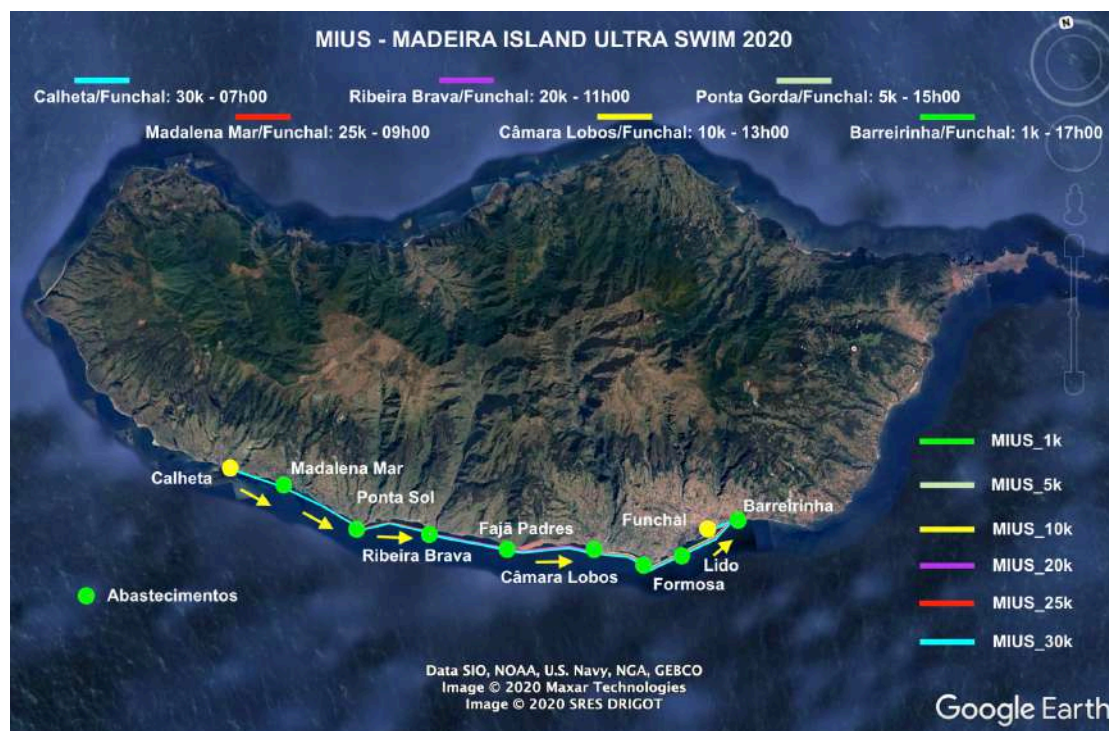 MIUS - MADEIRA ISLAND ULTRA SWIM 2020
Calheta/Funchal: 30k - 07h00
Ribeira Brava/Funchal: 20k - 11h00
Ponta Gorda/Funchal: 5k - 15h00
Madalena Mar/Funchal: 25k - 09h00
Câmara Lobos/Funchal: 10k - 13h00
Barreirinha/Funchal: 1k - 17h00
N
Calheta
Madalena Mar
Ponta Sol
Ribeira Brava
Fajã Padres
Câmara Lobos
Funchal
Formosa
Lido
Barreirinha
Abastecimentos
MIUS_1k
MIUS_5k
MIUS_10k
MIUS_20k
MIUS_25k
MIUS_30k
Data SIO, NOAA, U.S. Navy, NGA, GEBCO
Image © 2020 Maxar Technologies
Image © 2020 SRES DRIGOT
Google Earth